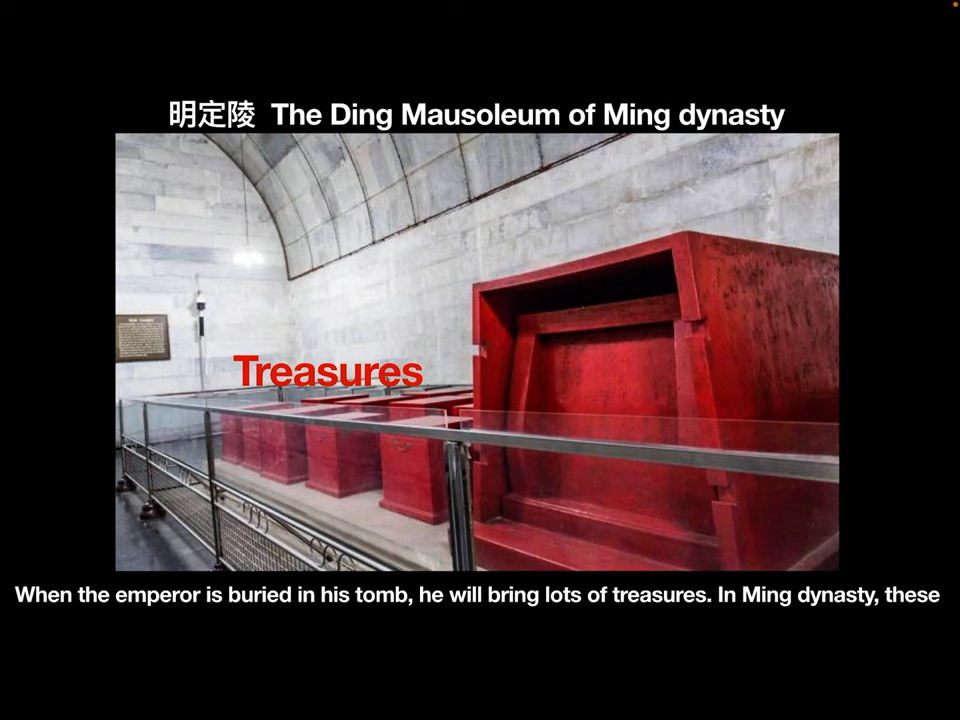 明定陵 The Ding Mausoleum of Ming dynasty
Treasures
When the emperor is buried in his tomb, he will bring lots of treasures. In Ming dynasty, these